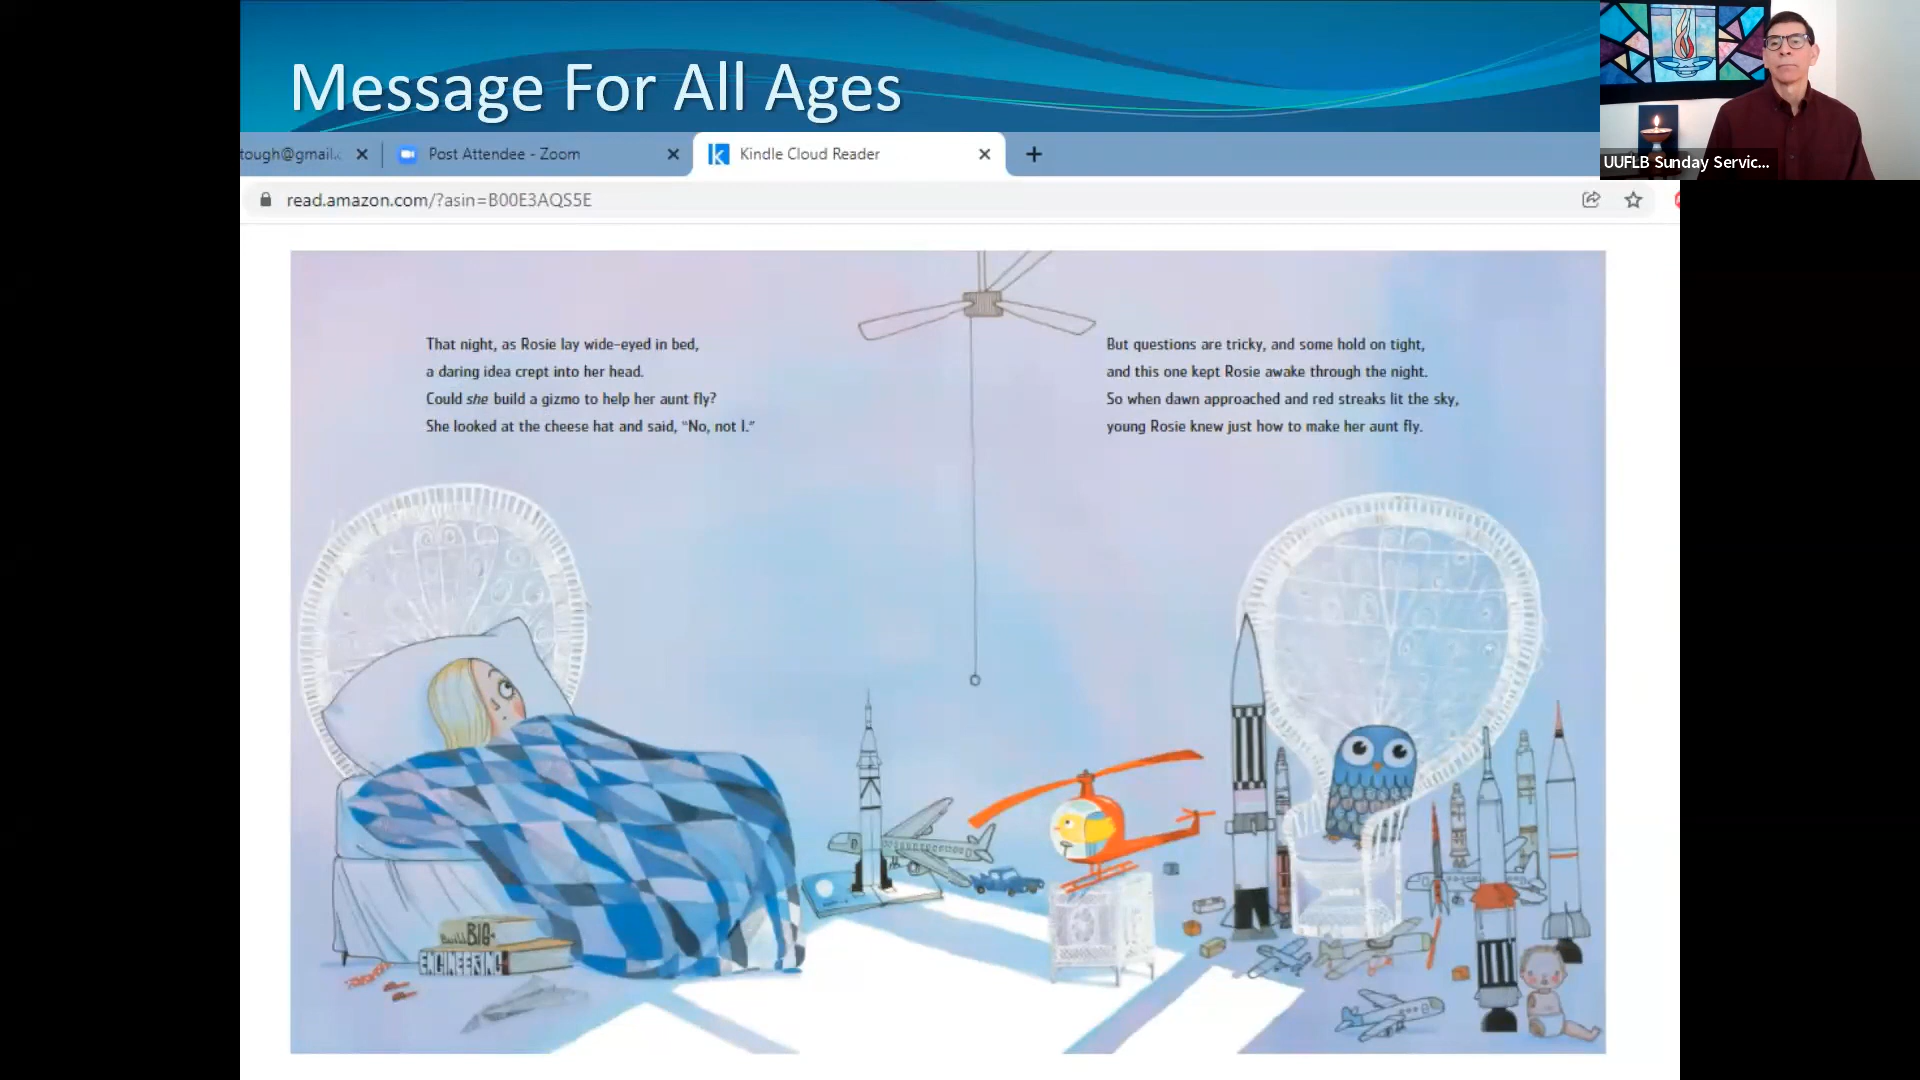 Message For All Ages
UUFLB Sunday Servic...
tough@gmail.
Post Attendee - Zoom
Kindle Cloud Reader
read.amazon.com/?asin=B00E3AQS5E
That night, as Rosie lay wide-eyed in bed,
a daring idea crept into her head.
Could she build a gizmo to help her aunt fly?
She looked at the cheese hat and said, “No, not I.”
But questions are tricky, and some hold on tight,
and this one kept Rosie awake through the night.
So when dawn approached and red streaks lit the sky,
young Rosie knew just how to make her aunt fly.
Build BIG
ENGINEERING